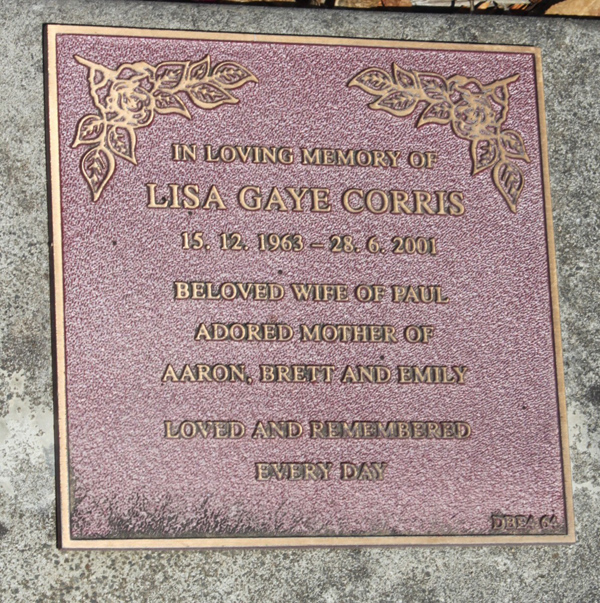 IN LOVING MEMORY OF
LISA GAYE CORRIS
15. 12. 1963 – 28. 6. 2001
BELOVED WIFE OF PAUL
ADORED MOTHER OF
AARON, BRETT AND EMILY
LOVED AND REMEMBERED
EVERY DAY